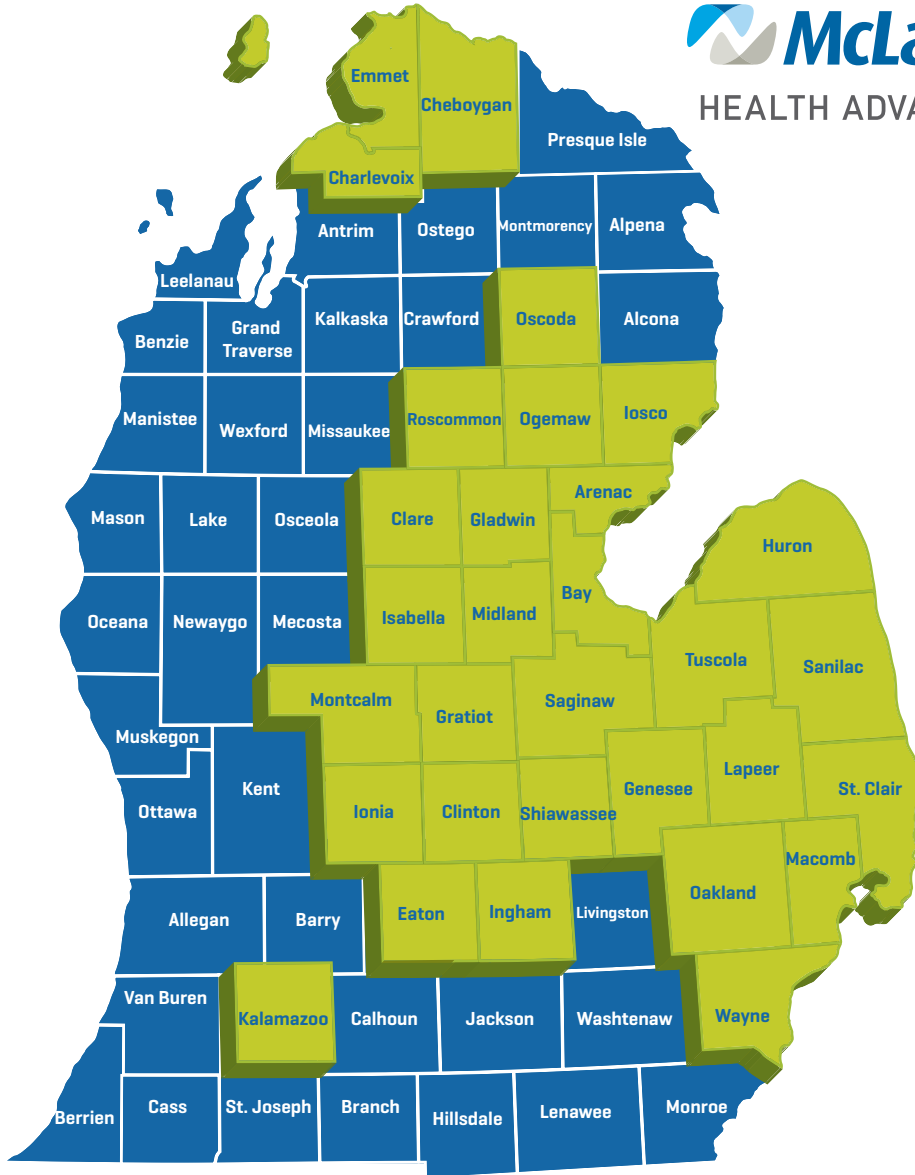 McLa
HEALTH ADVA
Emmet
Cheboygan
Presque Isle
Charlevoix
Antrim
Ostego
Montmorency
Alpena
Leelanau
Benzie
Grand
Traverse
Kalkaska
Crawford
Oscoda
Alcona
Manistee
Wexford
Missaukee
Roscommon
Ogemaw
Iosco
Mason
Lake
Osceola
Clare
Gladwin
Arenac
Huron
Oceana
Newaygo
Mecosta
Isabella
Midland
Bay
Tuscola
Sanilac
Muskegon
Montcalm
Gratiot
Saginaw
Ottawa
Kent
Ionia
Clinton
Shiawassee
Genesee
Lapeer
St. Clair
Allegan
Barry
Eaton
Ingham
Livingston
Oakland
Macomb
Van Buren
Kalamazoo
Calhoun
Jackson
Washtenaw
Wayne
Berrien
Cass
St. Joseph
Branch
Hillsdale
Lenawee
Monroe